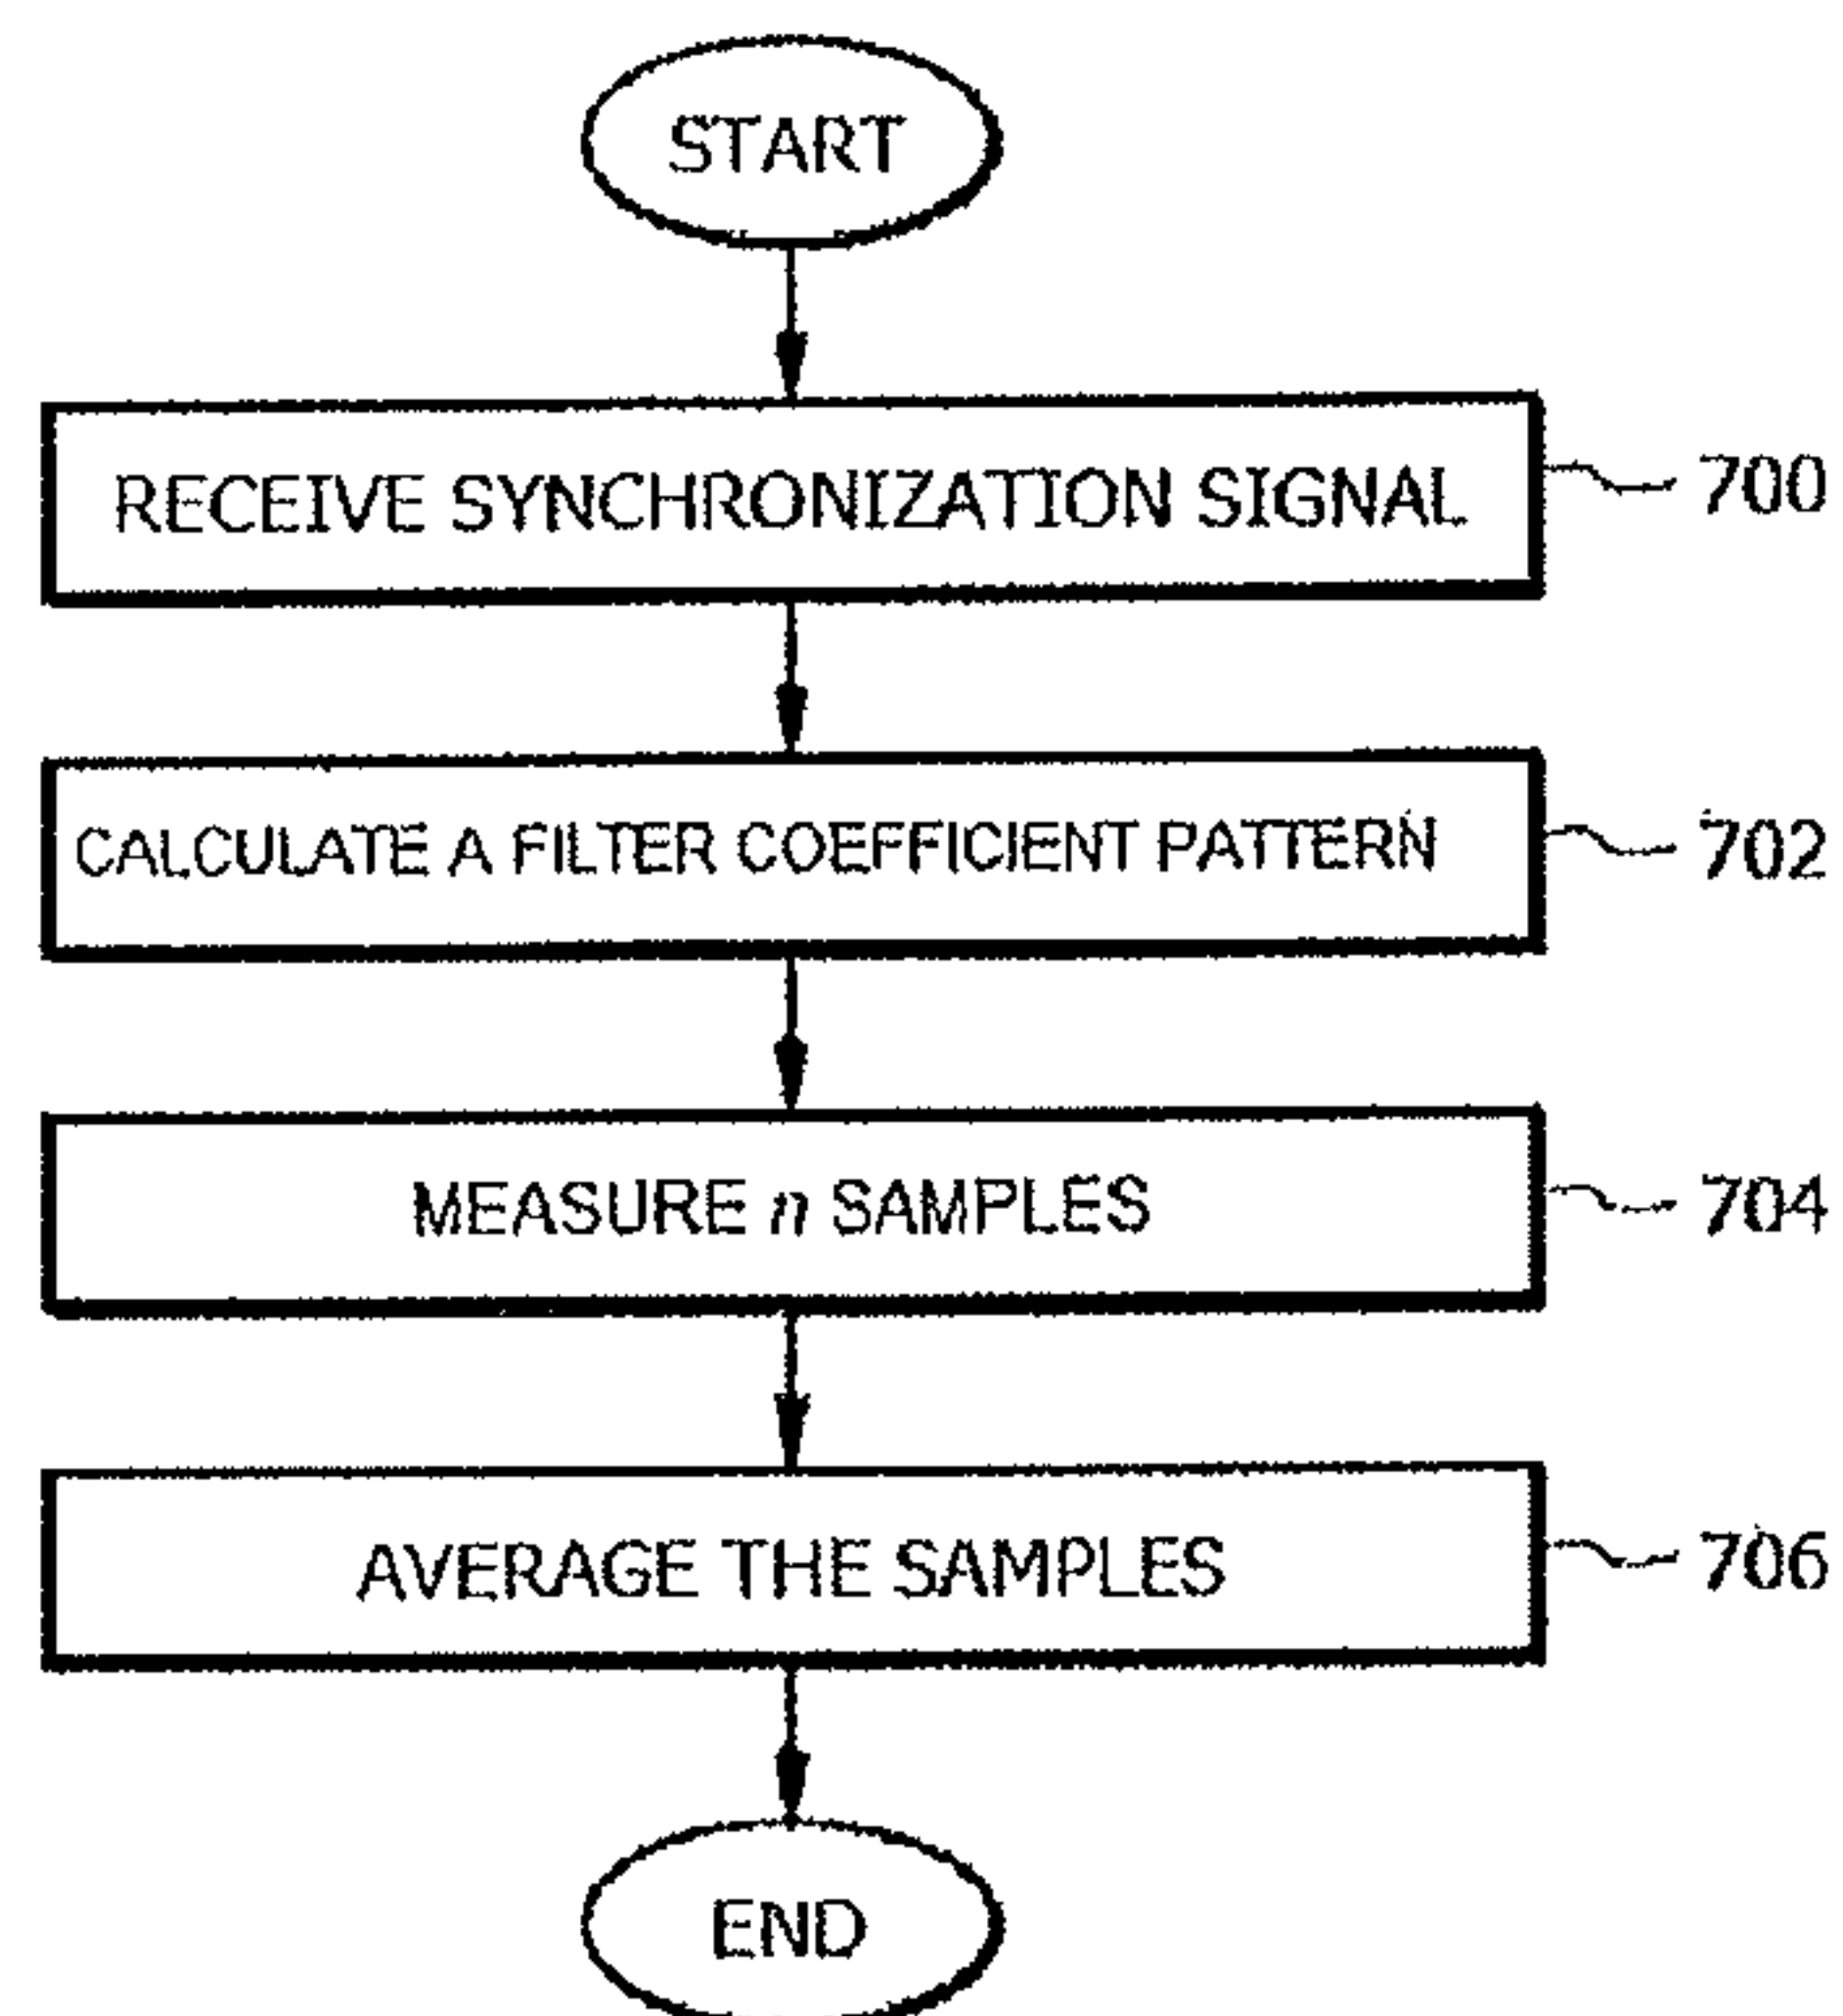 START
RECEIVE SYNCHRONIZATION SIGNAL 700
CALCULATE A FILTER COEFFICIENT PATTERN 702
MEASURE n SAMPLES 704
AVERAGE THE SAMPLES 706
END